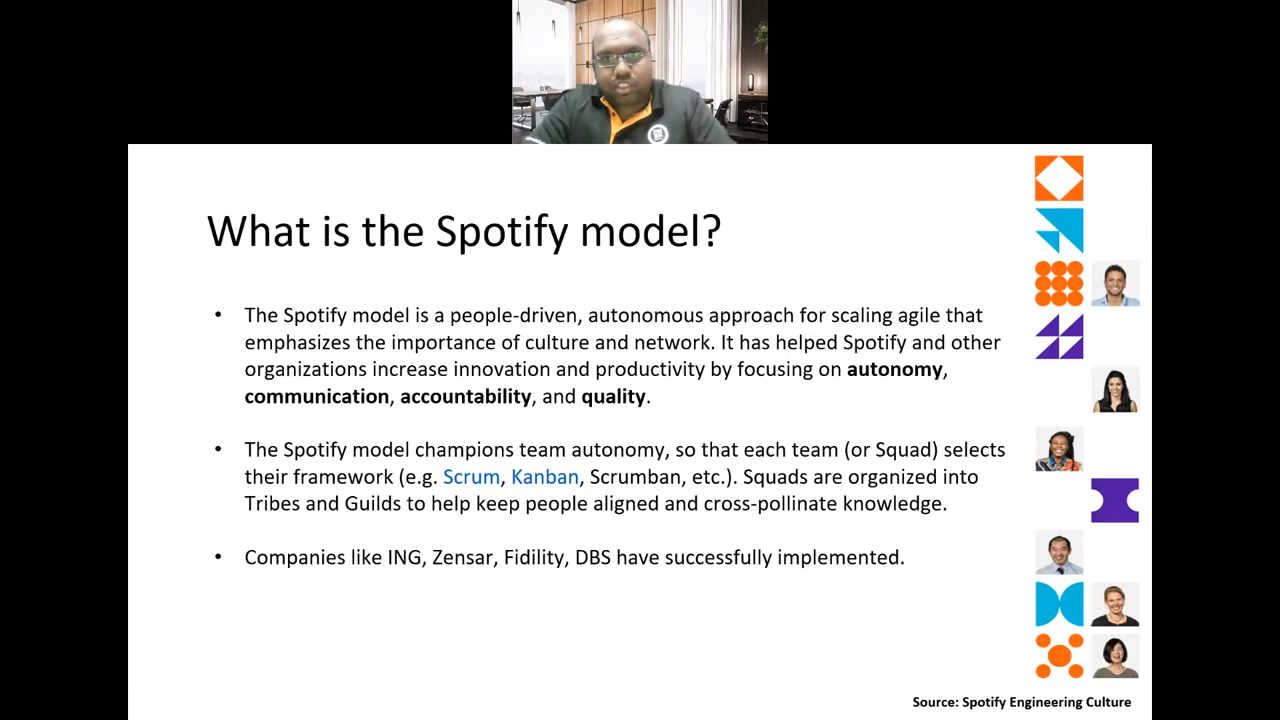 What is the Spotify model?
• The Spotify model is a people-driven, autonomous approach for scaling agile that
emphasizes the importance of culture and network. It has helped Spotify and other
organizations increase innovation and productivity by focusing on autonomy,
communication, accountability, and quality.
• The Spotify model champions team autonomy, so that each team (or Squad) selects
their framework (e.g. Scrum, Kanban, Scrumban, etc.). Squads are organized into
Tribes and Guilds to help keep people aligned and cross-pollinate knowledge.
• Companies like ING, Zensar, Fidility, DBS have successfully implemented.
Source: Spotify Engineering Culture